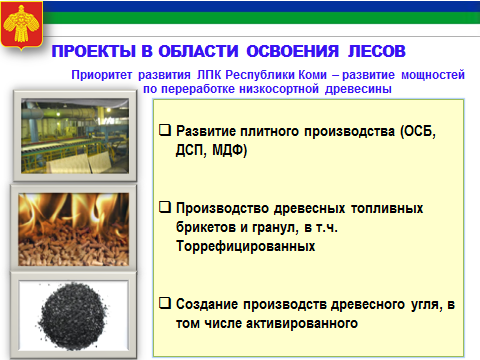 ПРОЕКТЫ В ОБЛАСТИ ОСВОЕНИЯ ЛЕСОВ
Приоритет развития ЛПК Республики Коми – развитие мощностей
по переработке низкосортной древесины
Развитие плитного производства (ОСБ,
ДСП, МДФ)
Производство древесных топливных
брикетов и гранул, в т.ч.
Торрефицированных
Создание производств древесного угля, в
том числе активированного